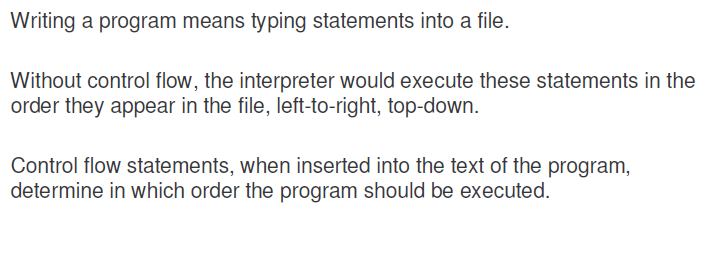 Writing a program means typing statements into a file.
Without control flow, the interpreter would execute these statements in the
order they appear in the file, left-to-right, top-down.
Control flow statements, when inserted into the text of the program,
determine in which order the program should be executed.